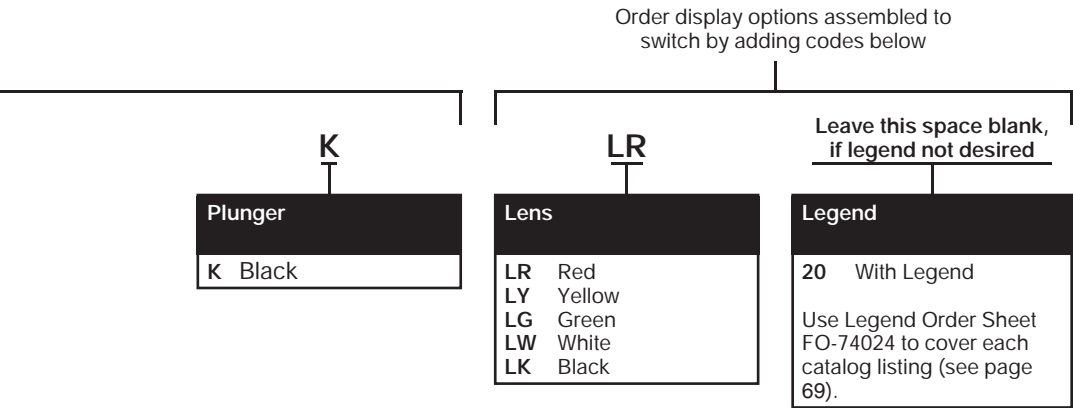 Order display options assembled to
switch by adding codes below
K
LR
Leave this space blank,
if legend not desired
Plunger
K Black
Lens
LR Red
LY Yellow
LG Green
LW White
LK Black
Legend
20 With Legend
Use Legend Order Sheet
FO-74024 to cover each
catalog listing (see page
69).